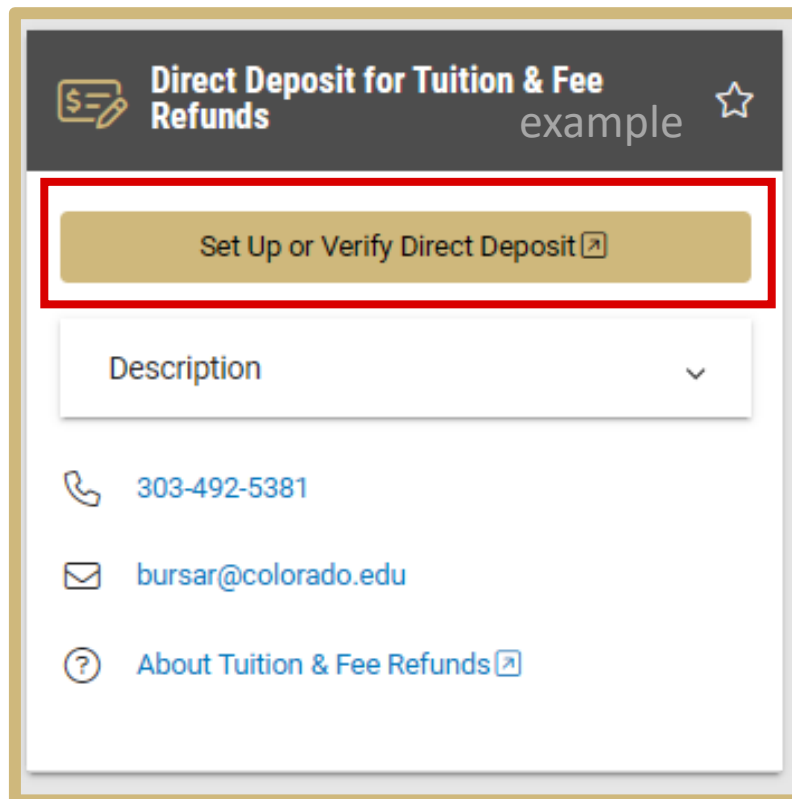 Direct Deposit for Tuition & Fee
Refunds
example
Set Up or Verify Direct Deposit
Description
303-492-5381
bursar@colorado.edu
About Tuition & Fee Refunds